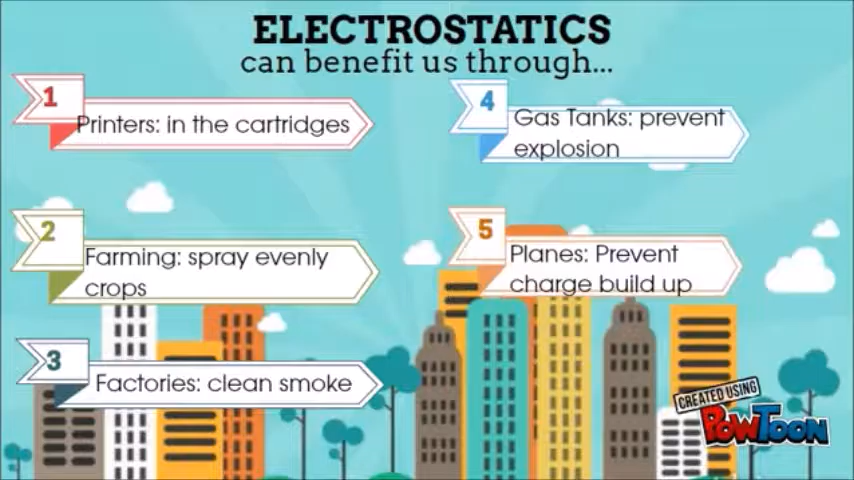 ELECTROSTATICS
can benefit us through...
1
Printers: in the cartridges
2
Farming: spray evenly
crops
3
Factories: clean smoke
4
Gas Tanks: prevent
explosion
5
Planes: Prevent
charge build up
CREATED USING
POWTOON